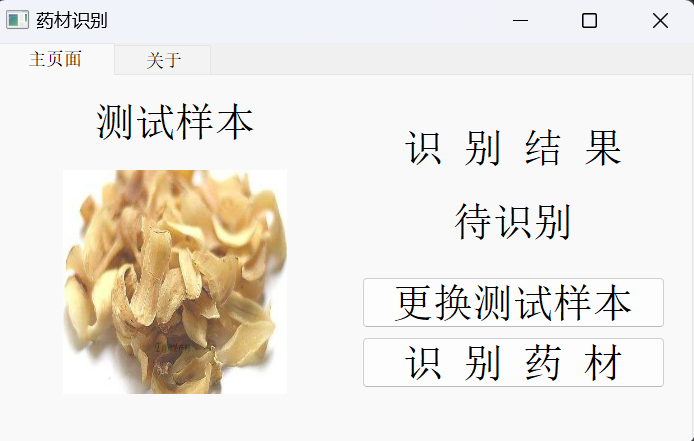 药材识别
主页面
关于
测试样本
识 别 结 果
待识别
更换测试样本
识 别 药 材